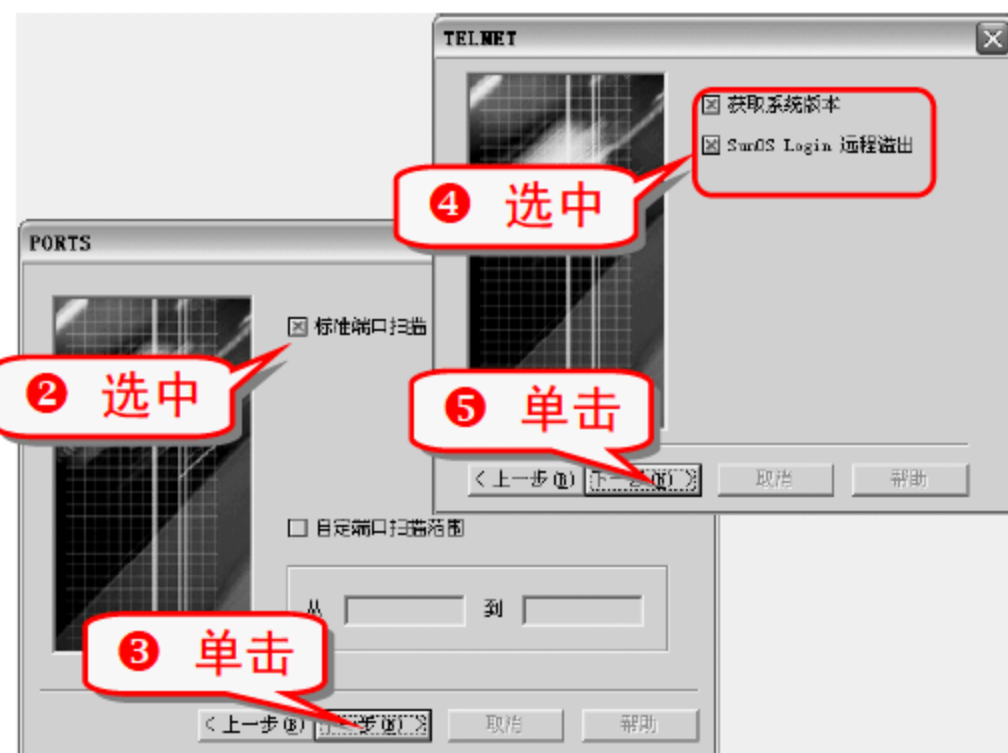 TELNET
获取系统版本
SunOS Login 远程溢出
❹ 选中
PORTS
标准端口扫描
❷ 选中
❺ 单击
< 上一步(B)
取消
帮助
自定端口扫描范围
从
到
❸ 单击
< 上一步(B)
取消
帮助